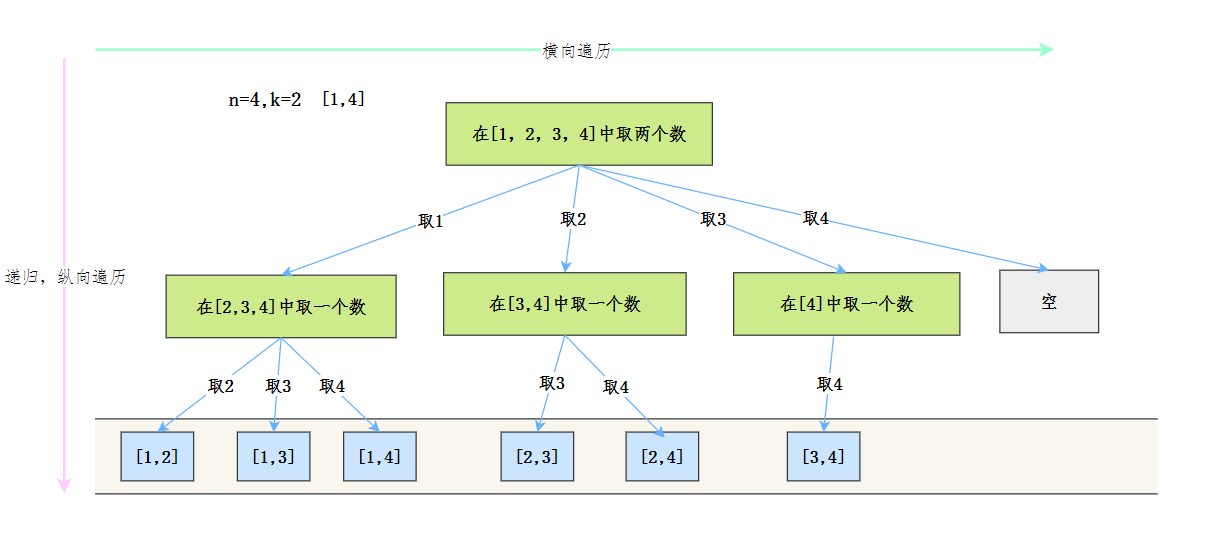 横向遍历
n=4,k=2 [1,4]
在[1, 2, 3, 4]中取两个数
取1
取2
取3
取4
递归，纵向遍历
在[2,3,4]中取一个数
在[3,4]中取一个数
在[4]中取一个数
空
取2
取3
取4
取3
取4
取4
[1,2]
[1,3]
[1,4]
[2,3]
[2,4]
[3,4]